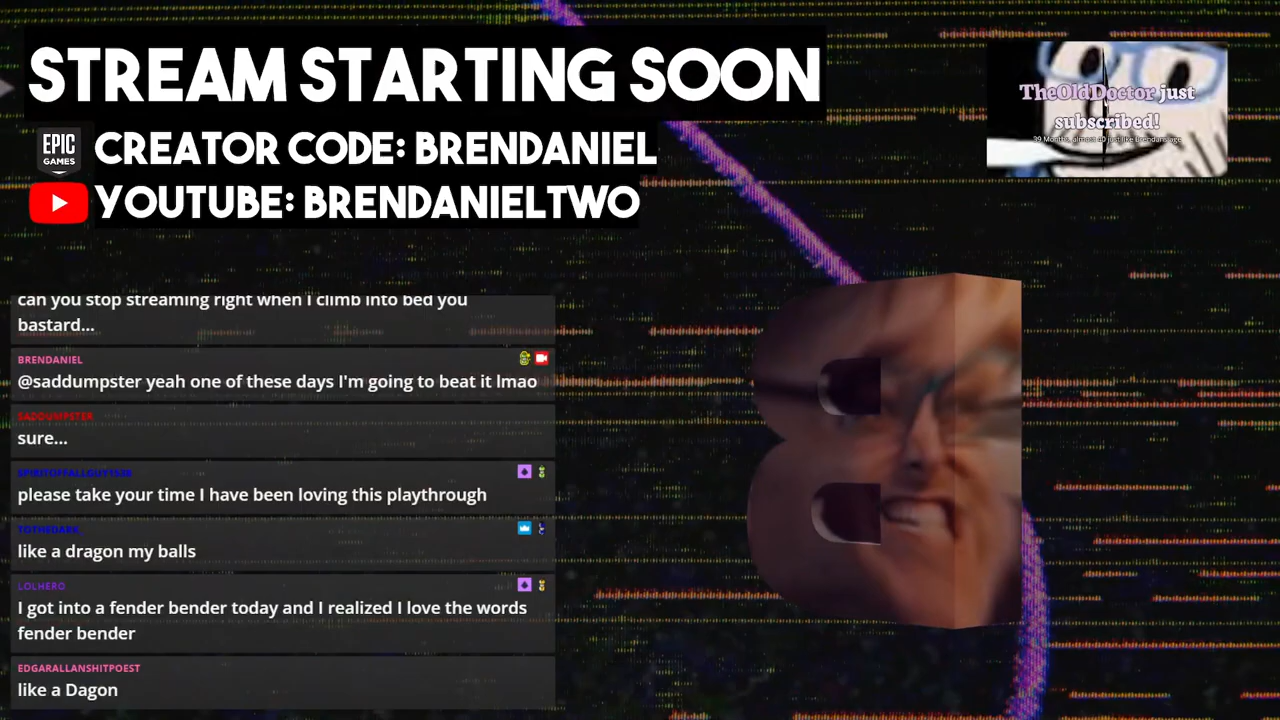 STREAM STARTING SOON
EPIC
GAMES
CREATOR CODE: BRENDANIEL
YOUTUBE: BRENDANIELTWO
TheOldDoctor just
subscribed!
can you stop streaming right when I climb into bed you
bastard...
BRENDANIEL
@saddumpster yeah one of these days I'm going to beat it lmao
SADDUMPSTER
sure...
please take your time I have been loving this playthrough
TOTHEDARK
like a dragon my balls
LOLHERO
I got into a fender bender today and I realized I love the words
fender bender
EDGARALLANSHITPOEST
like a Dagon